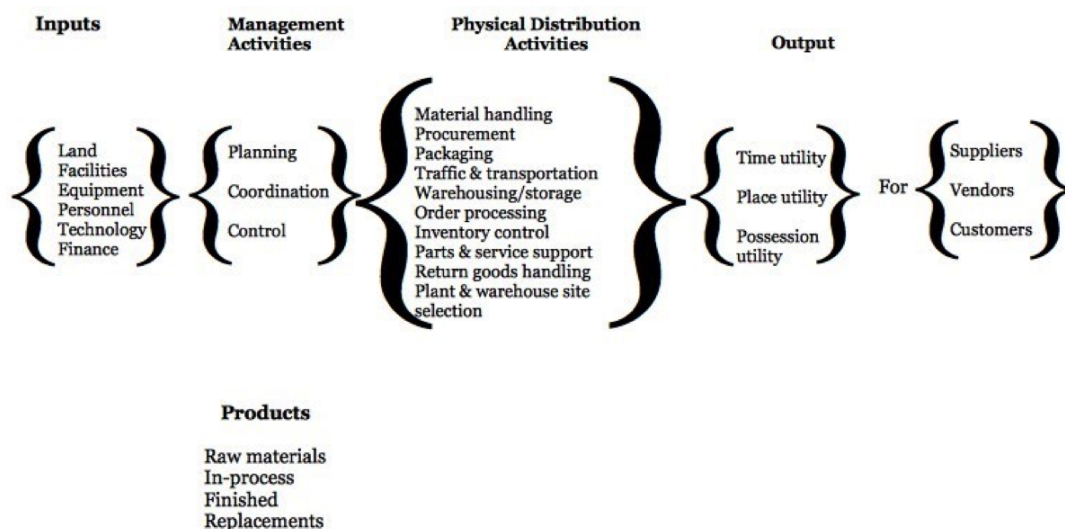 Inputs
Management
Activities
Physical Distribution
Activities
Output
Land
Facilities
Equipment
Personnel
Technology
Finance
Planning
Coordination
Control
Material handling
Procurement
Packaging
Traffic & transportation
Warehousing/storage
Order processing
Inventory control
Parts & service support
Return goods handling
Plant & warehouse site
selection
Time utility
Place utility
Possession
utility
For
Suppliers
Vendors
Customers
Products
Raw materials
In-process
Finished
Replacements